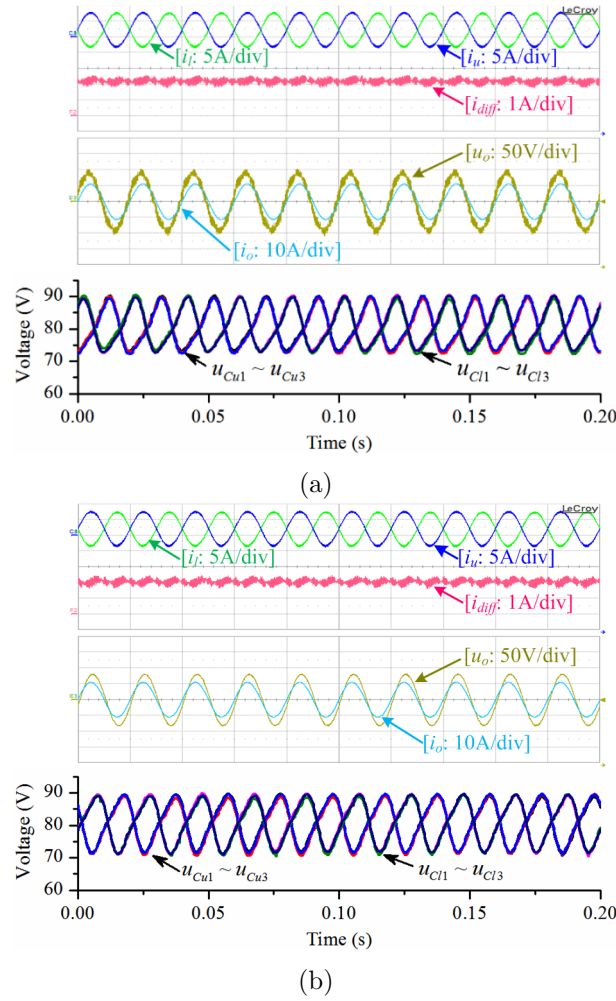 LeCroy
[i_l: 5A/div]
[i_u: 5A/div]
[i_diff: 1A/div]
[u_o: 50V/div]
[i_o: 10A/div]
Voltage (V)
90
80
70
60
u_Cu1 ~ u_Cu3
u_Cl1 ~ u_Cl3
0.00 0.05 0.10 0.15 0.20
Time (s)
(a)
LeCroy
[i_l: 5A/div]
[i_u: 5A/div]
[i_diff: 1A/div]
[u_o: 50V/div]
[i_o: 10A/div]
Voltage (V)
90
80
70
60
u_Cu1 ~ u_Cu3
u_Cl1 ~ u_Cl3
0.00 0.05 0.10 0.15 0.20
Time (s)
(b)